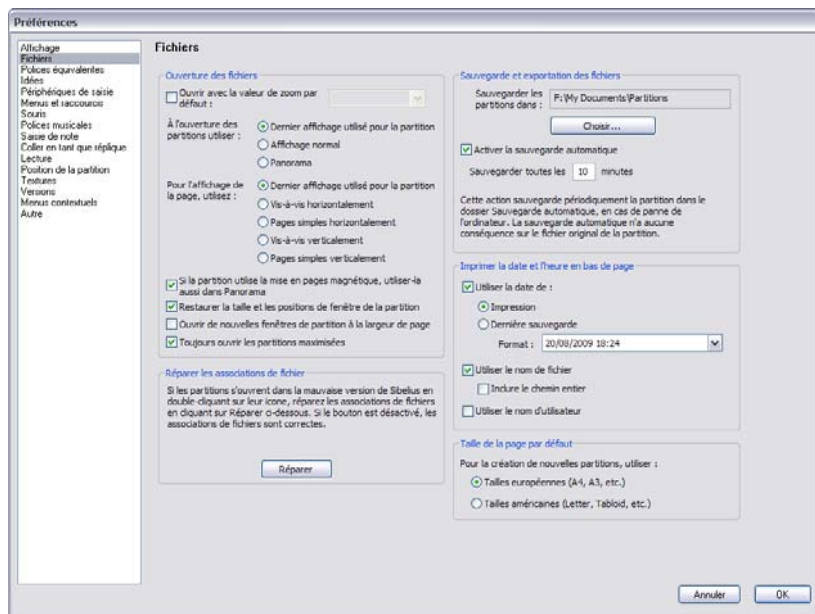 Préférences
Affichage
Fichiers
Polices équivalentes
Idées
Périphériques de saisie
Menus et raccourcis
Souris
Polices musicales
Saisie de note
Coller en tant que réplique
Lecture
Position de la partition
Textures
Versions
Menus contextuels
Autre
Fichiers
Ouverture des fichiers
Ouvrir avec la valeur de zoom par
défaut :
À l'ouverture des
partitions utiliser :
Dernier affichage utilisé pour la partition
Affichage normal
Panorama
Pour l'affichage de
la page, utilisez :
Dernier affichage utilisé pour la partition
Vis-à-vis horizontalement
Pages simples horizontalement
Vis-à-vis verticalement
Pages simples verticalement
Si la partition utilise la mise en pages magnétique, utiliser-la
aussi dans Panorama
Restaurer la taille et les positions de fenêtre de la partition
Ouvrir de nouvelles fenêtres de partition à la largeur de page
Toujours ouvrir les partitions maximisées
Réparer les associations de fichier
Si les partitions s'ouvrent dans la mauvaise version de Sibelius en
double-cliquant sur leur icone, réparez les associations de fichiers
en cliquant sur Réparer ci-dessous. Si le bouton est désactivé, les
associations de fichiers sont correctes.
Réparer
Sauvegarde et exportation des fichiers
Sauvegarder les
partitions dans :
F:\My Documents\Partitions
Choisir...
Activer la sauvegarde automatique
Sauvegarder toutes les 10 minutes
Cette action sauvegarde périodiquement la partition dans le
dossier Sauvegarde automatique, en cas de panne de
l'ordinateur. La sauvegarde automatique n'a aucune
conséquence sur le fichier original de la partition.
Imprimer la date et l'heure en bas de page
Utiliser la date de :
Impression
Dernière sauvegarde
Format : 20/08/2009 18:24
Utiliser le nom de fichier
Inclure le chemin entier
Utiliser le nom d'utilisateur
Taille de la page par défaut
Pour la création de nouvelles partitions, utiliser :
Tailles européennes (A4, A3, etc.)
Tailles américaines (Letter, Tabloid, etc.)
Annuler
OK